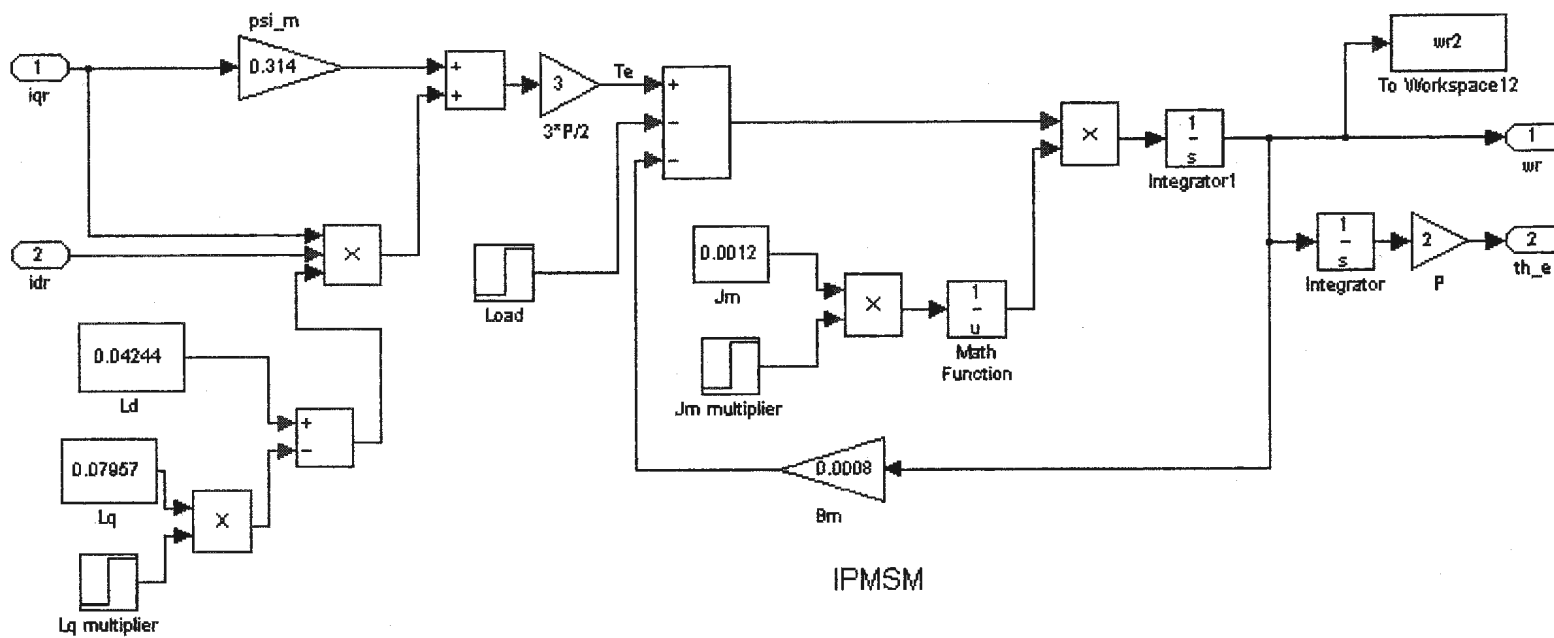 psi_m
0.314
1
iqr
+
+
3
3*P/2
Te
+
−
−
×
1
s
Integrator1
wr2
To Workspace12
1
wr
2
idr
×
Load
0.0012
Jm
×
1
u
Math
Function
Jm multiplier
1
s
Integrator
2
P
2
th_e
0.04244
Ld
+
−
0.07957
Lq
×
Lq multiplier
0.0008
Bm
IPMSM